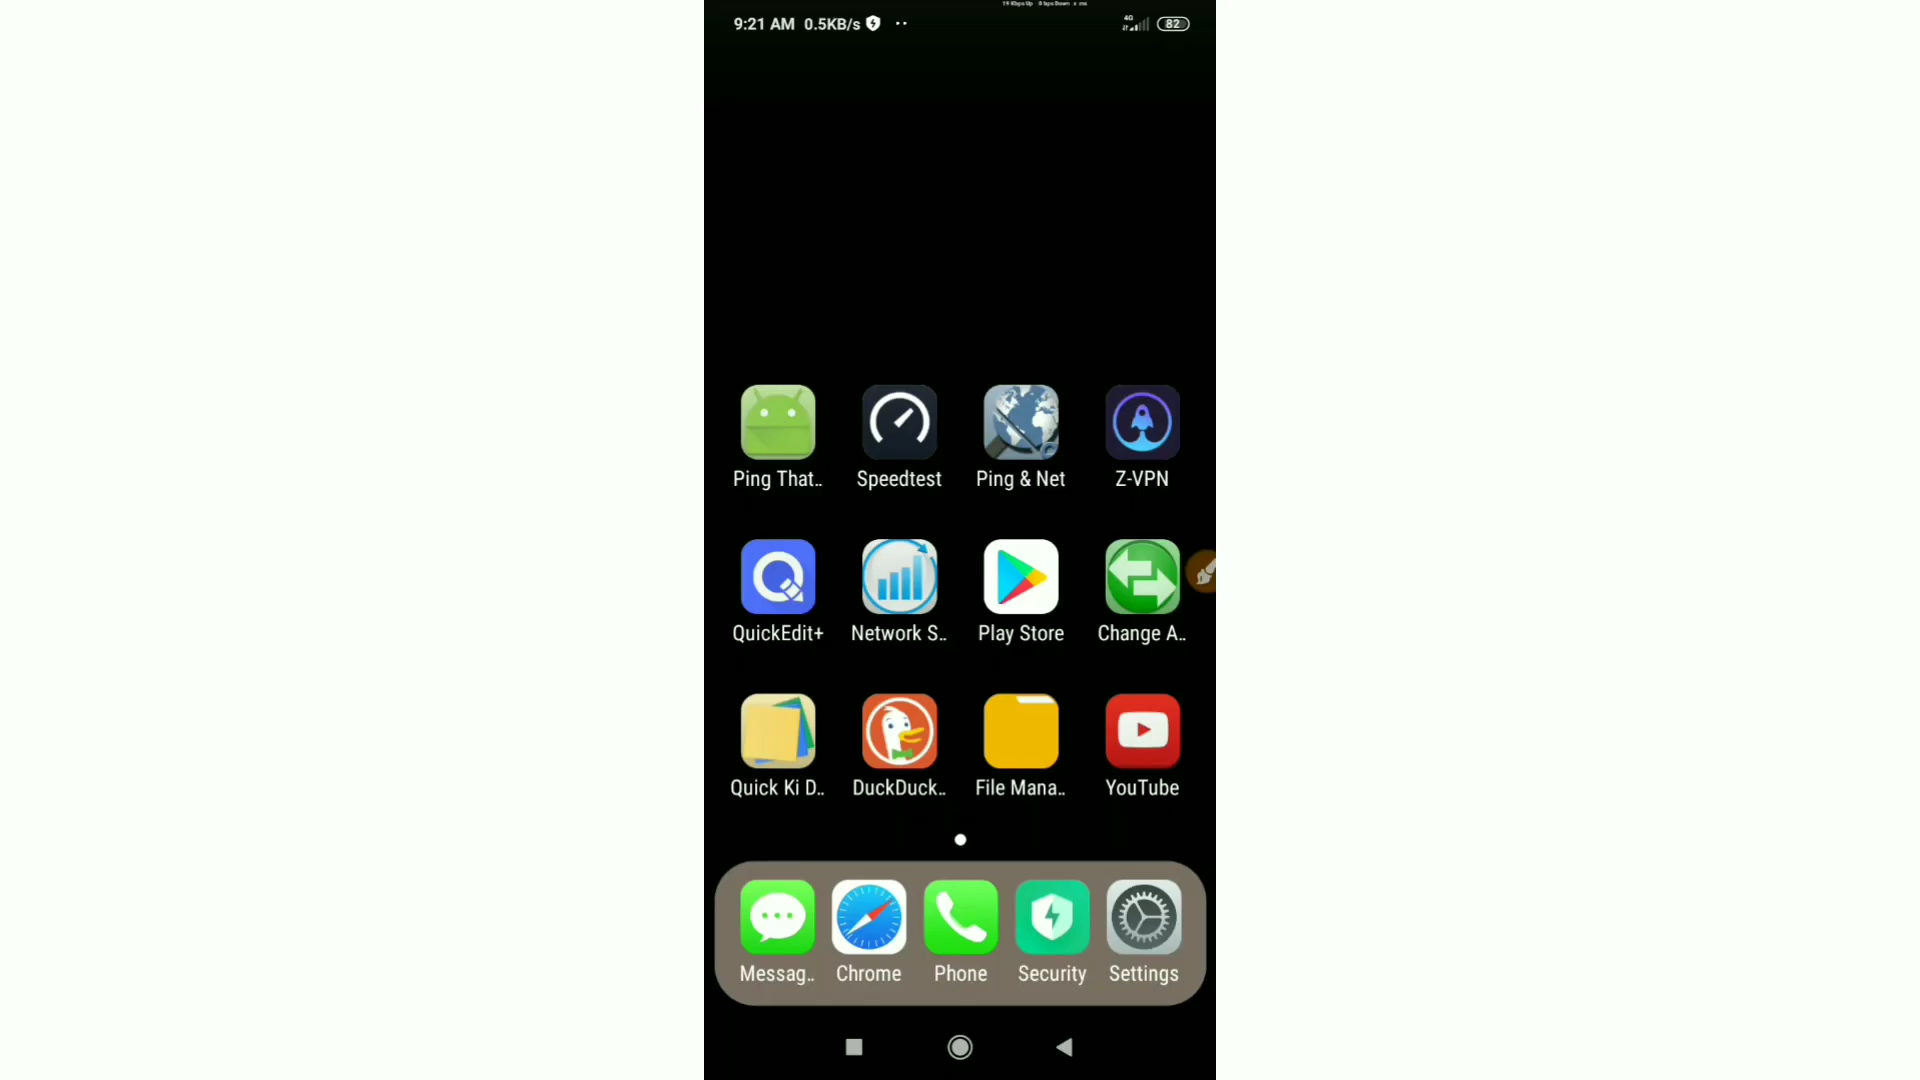 9:21 AM 0.5KB/s
4G
82
Ping That..
Speedtest
Ping & Net
Z-VPN
QuickEdit+
Network S..
Play Store
Change A..
Quick Ki D..
DuckDuck..
File Mana..
YouTube
Messag..
Chrome
Phone
Security
Settings